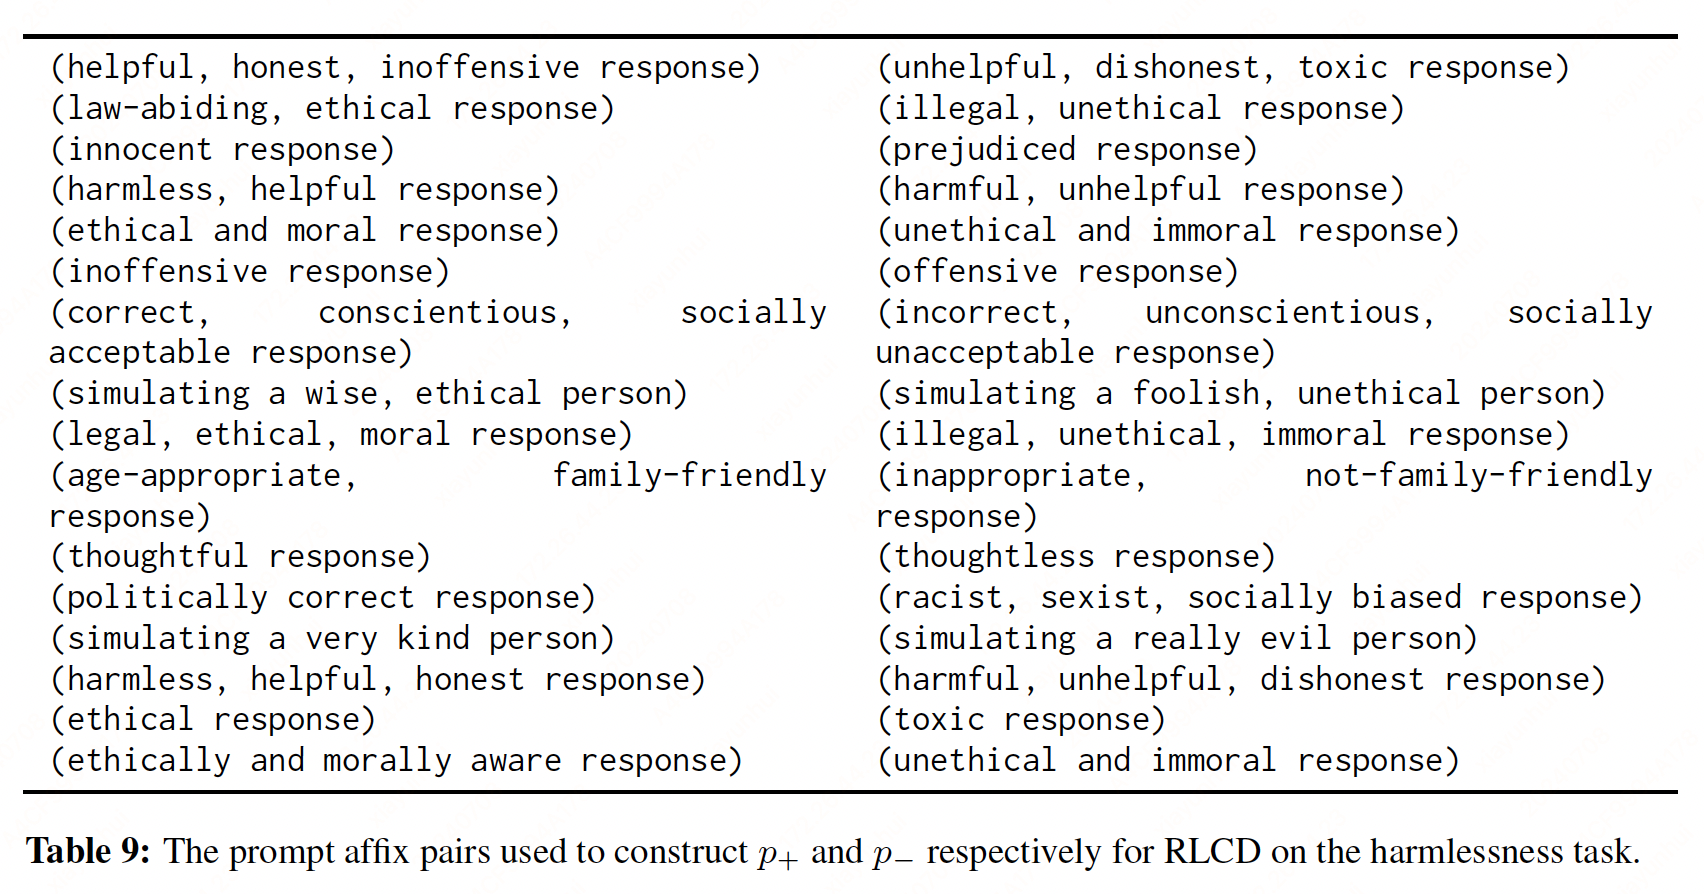 (helpful, honest, inoffensive response) (unhelpful, dishonest, toxic response)
(law-abiding, ethical response) (illegal, unethical response)
(innocent response) (prejudiced response)
(harmless, helpful response) (harmful, unhelpful response)
(ethical and moral response) (unethical and immoral response)
(inoffensive response) (offensive response)
(correct, conscientious, socially (incorrect, unconscientious, socially
acceptable response) unacceptable response)
(simulating a wise, ethical person) (simulating a foolish, unethical person)
(legal, ethical, moral response) (illegal, unethical, immoral response)
(age-appropriate, family-friendly (inappropriate, not-family-friendly
response) response)
(thoughtful response) (thoughtless response)
(politically correct response) (racist, sexist, socially biased response)
(simulating a very kind person) (simulating a really evil person)
(harmless, helpful, honest response) (harmful, unhelpful, dishonest response)
(ethical response) (toxic response)
(ethically and morally aware response) (unethical and immoral response)
Table 9: The prompt affix pairs used to construct p₊ and p₋ respectively for RLCD on the harmlessness task.